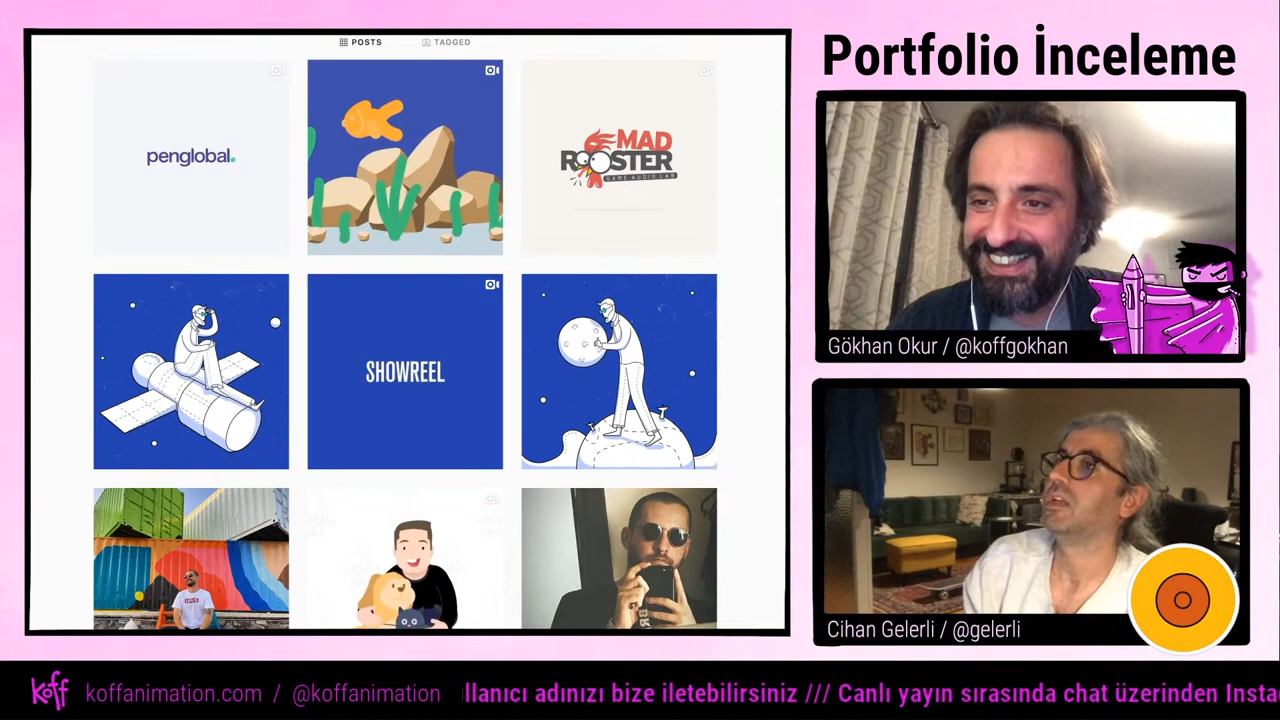 POSTS
TAGGED
Portfolio İnceleme
penglobal.
MAD
ROOSTER
GAME AUDIO LAB
SHOWREEL
Gökhan Okur / @koffgokhan
Cihan Gelerli / @gelerli
koff koffanimation.com / @koffanimation llanıcı adınızı bize iletebilirsiniz /// Canlı yayın sırasında chat üzerinden Insta